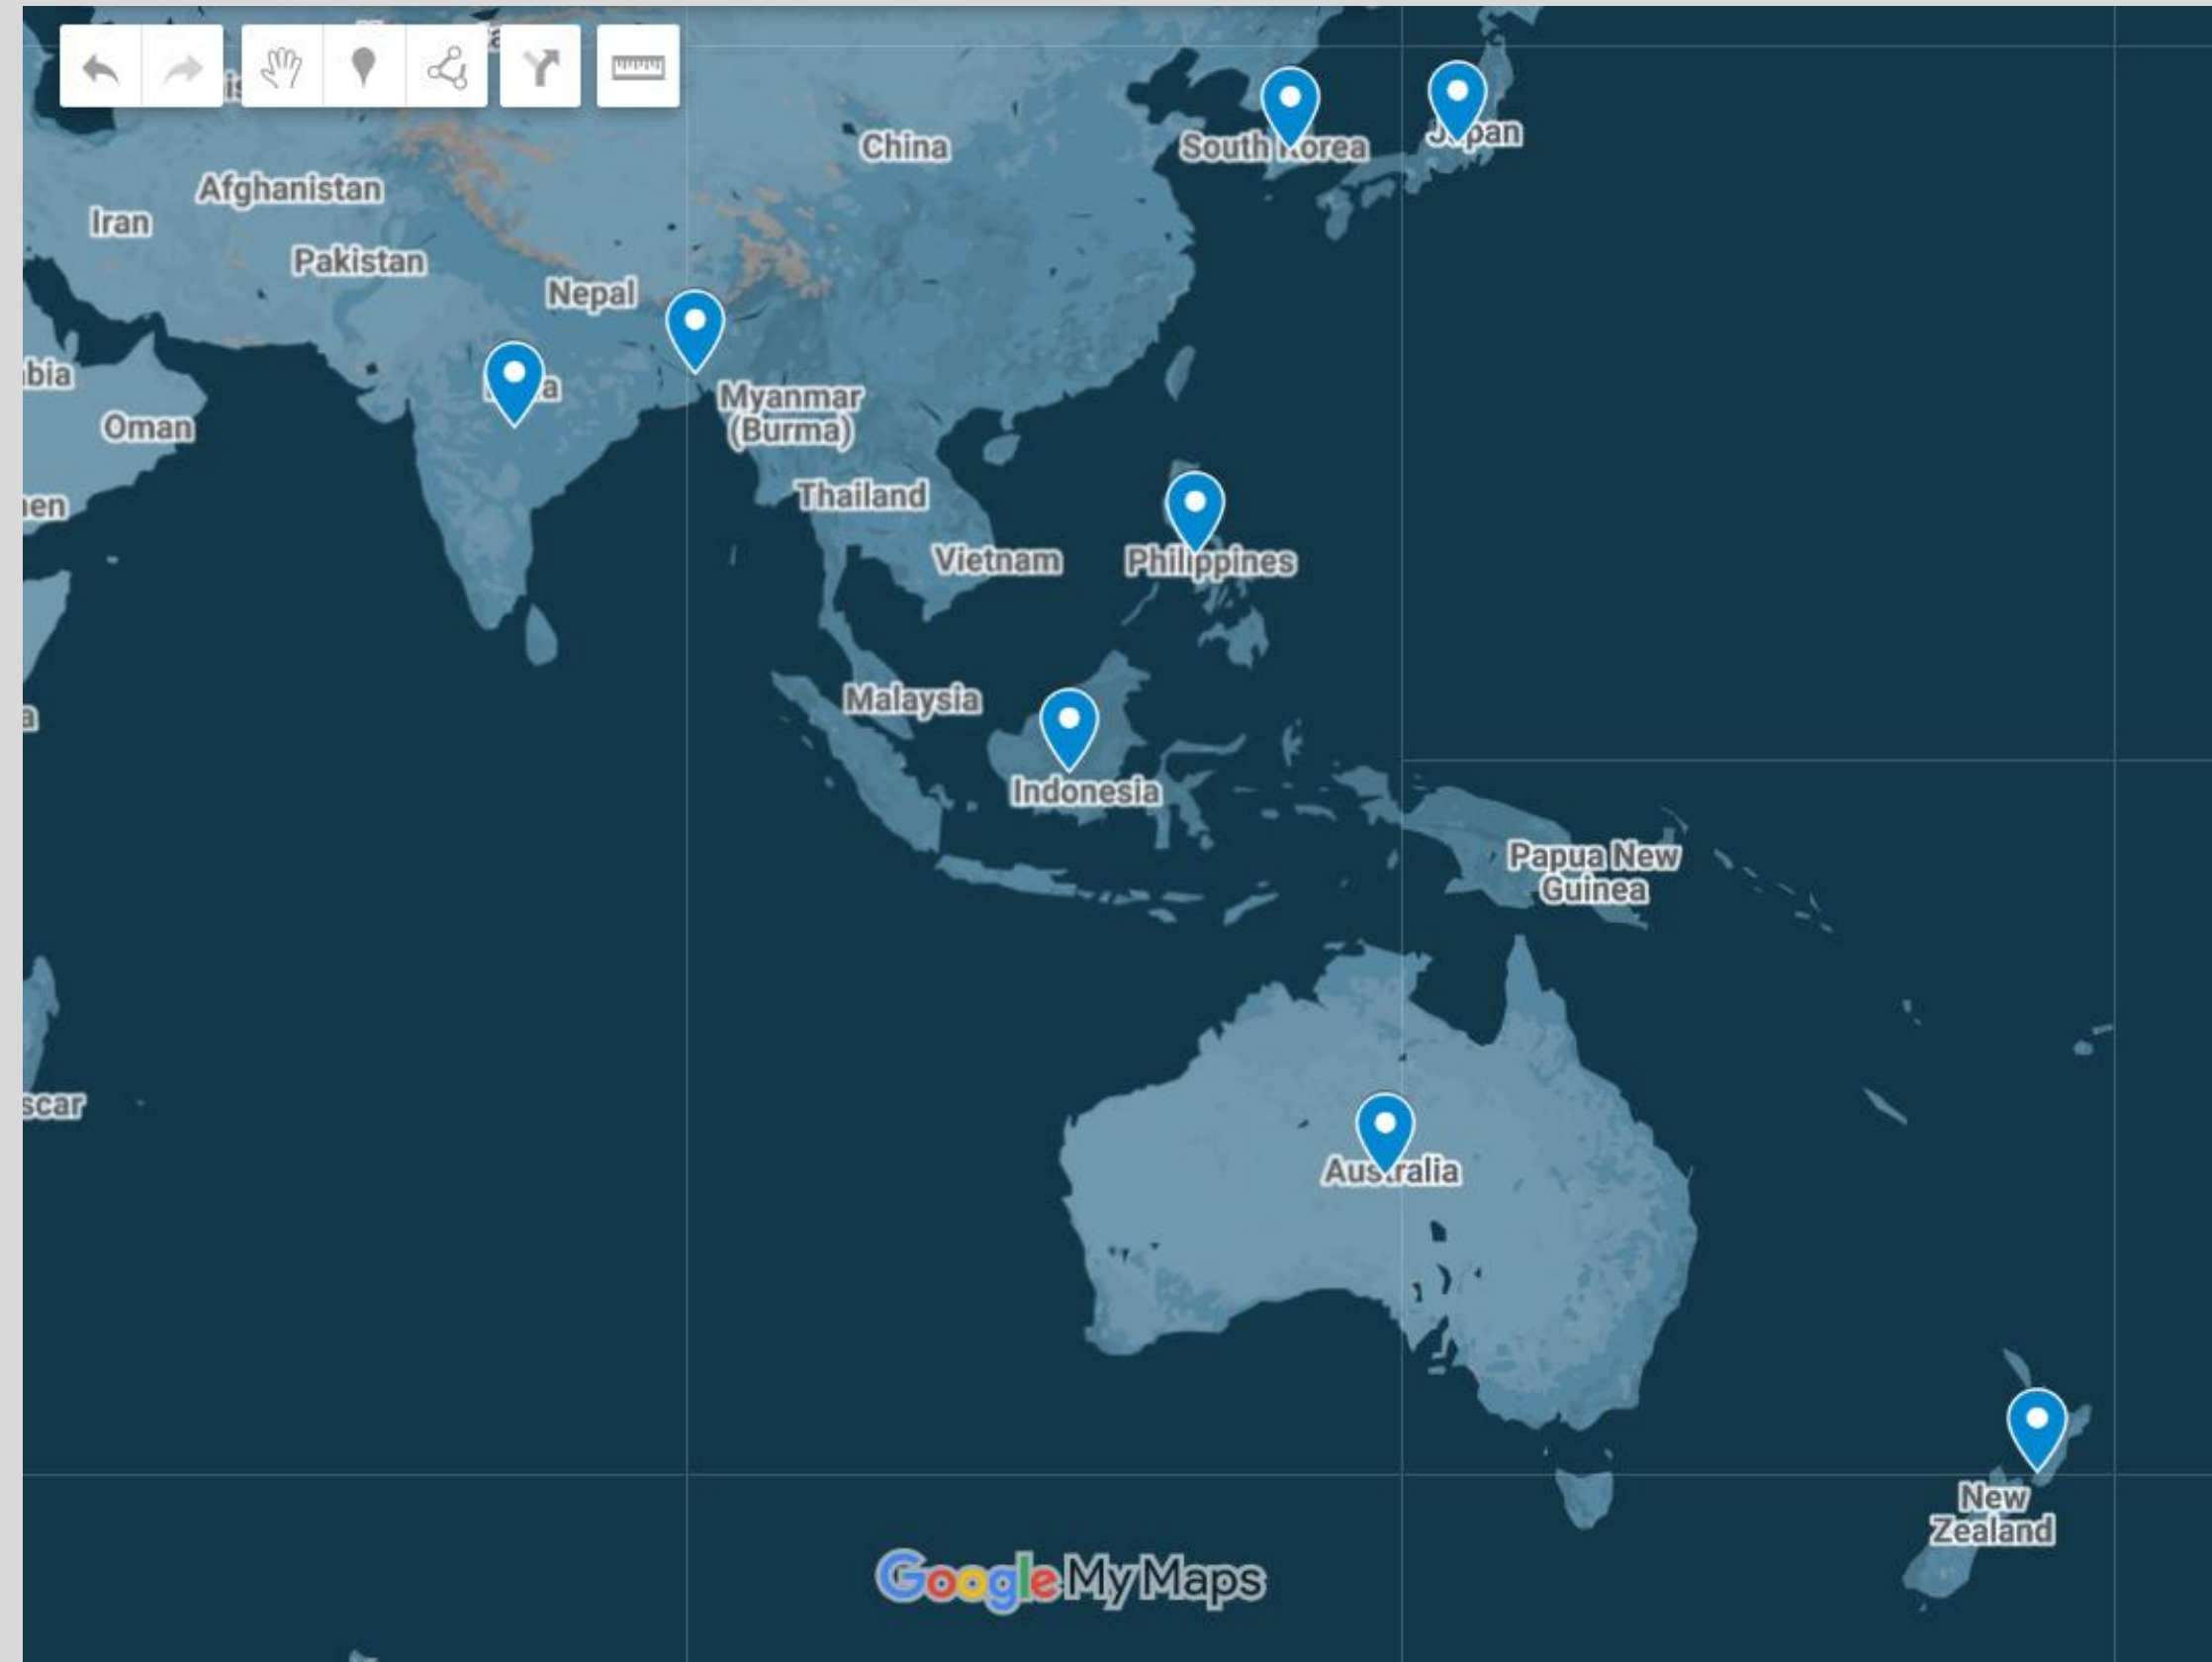 China
South Korea
Japan
Afghanistan
Iran
Pakistan
Nepal
bia
Myanmar
(Burma)
Oman
Thailand
en
Vietnam
Philippines
Malaysia
a
Indonesia
Papua New
Guinea
scar
Australia
New
Zealand
Google My Maps